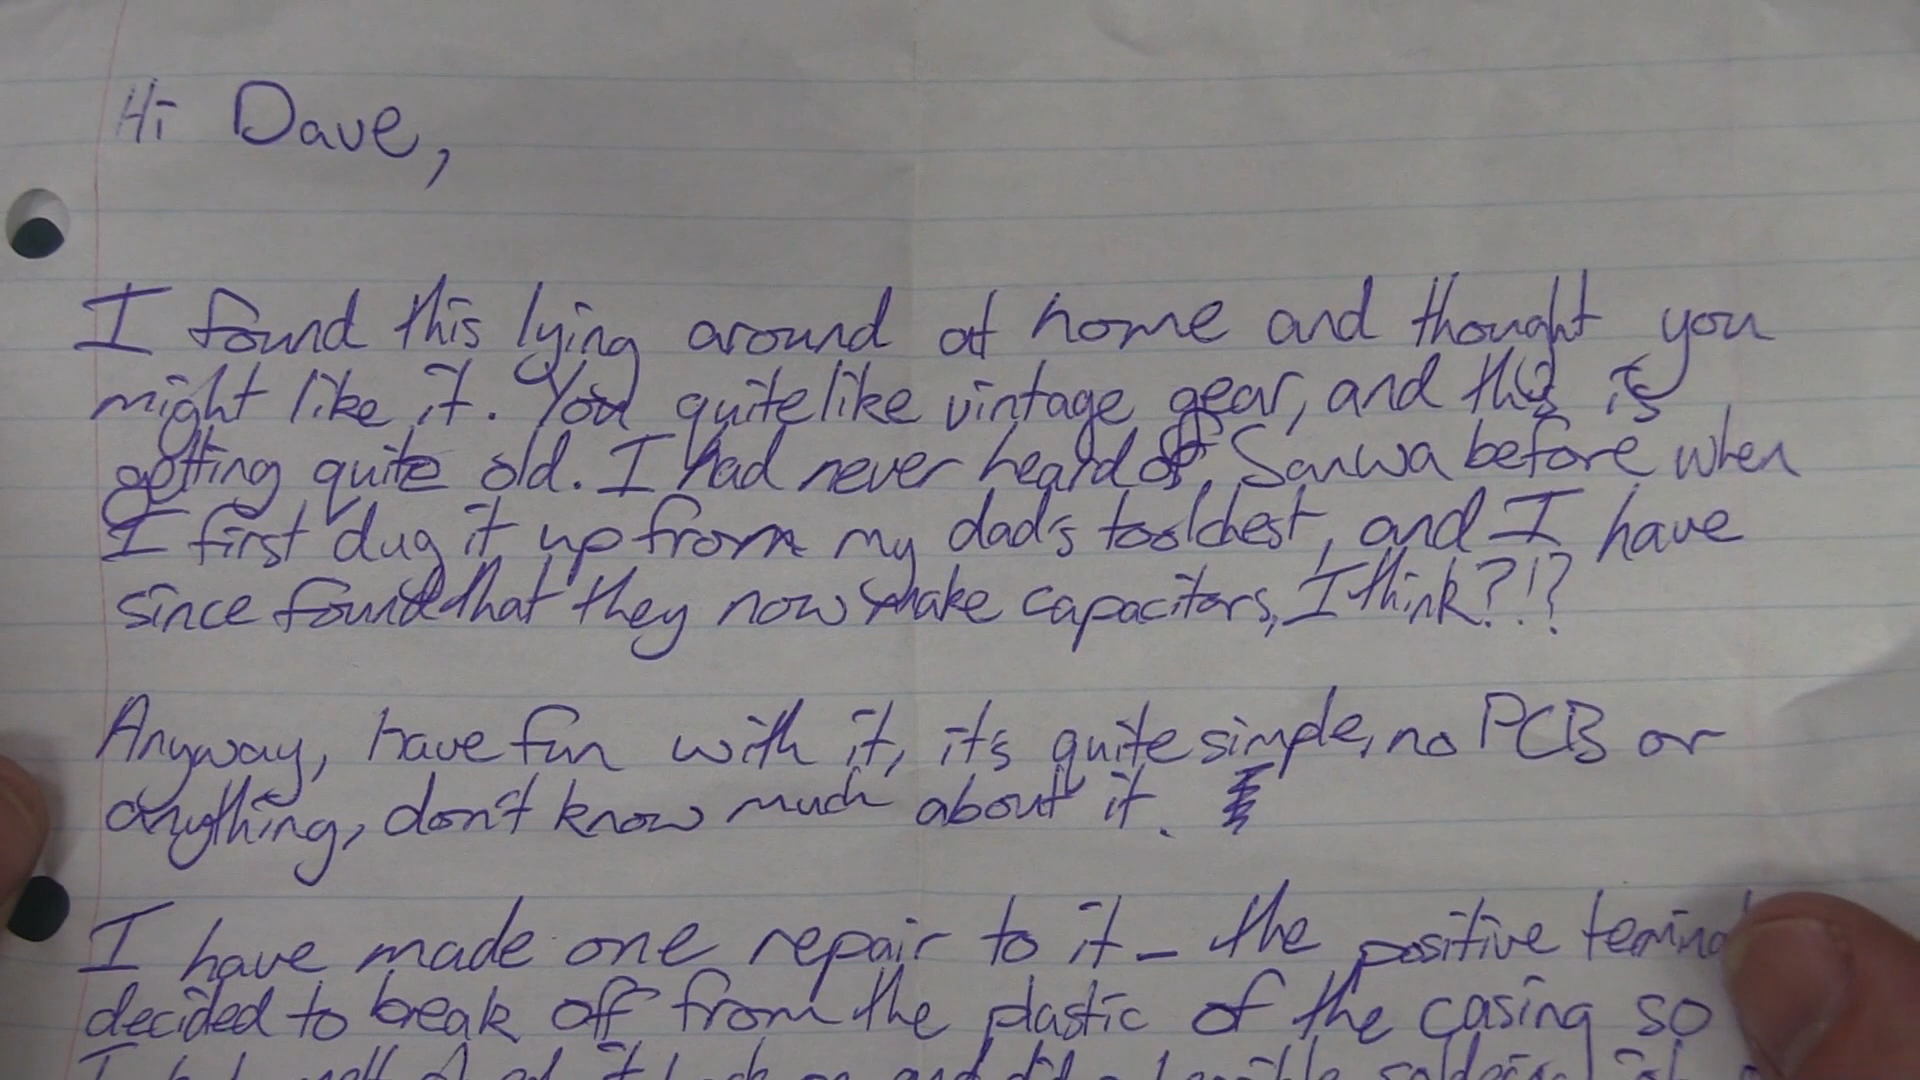 Hi Dave,
I found this lying around at home and thought you
might like it. You quite like vintage gear, and this is
getting quite old. I had never heard of Sanwa before when
I first dug it up from my dad's toolchest, and I have
since found that they now make capacitors, I think?!?
Anyway, have fun with it, it's quite simple, no PCB or
anything, don't know much about it.
I have made one repair to it - the positive
decided to break off from the plastic of the casing so
I it and